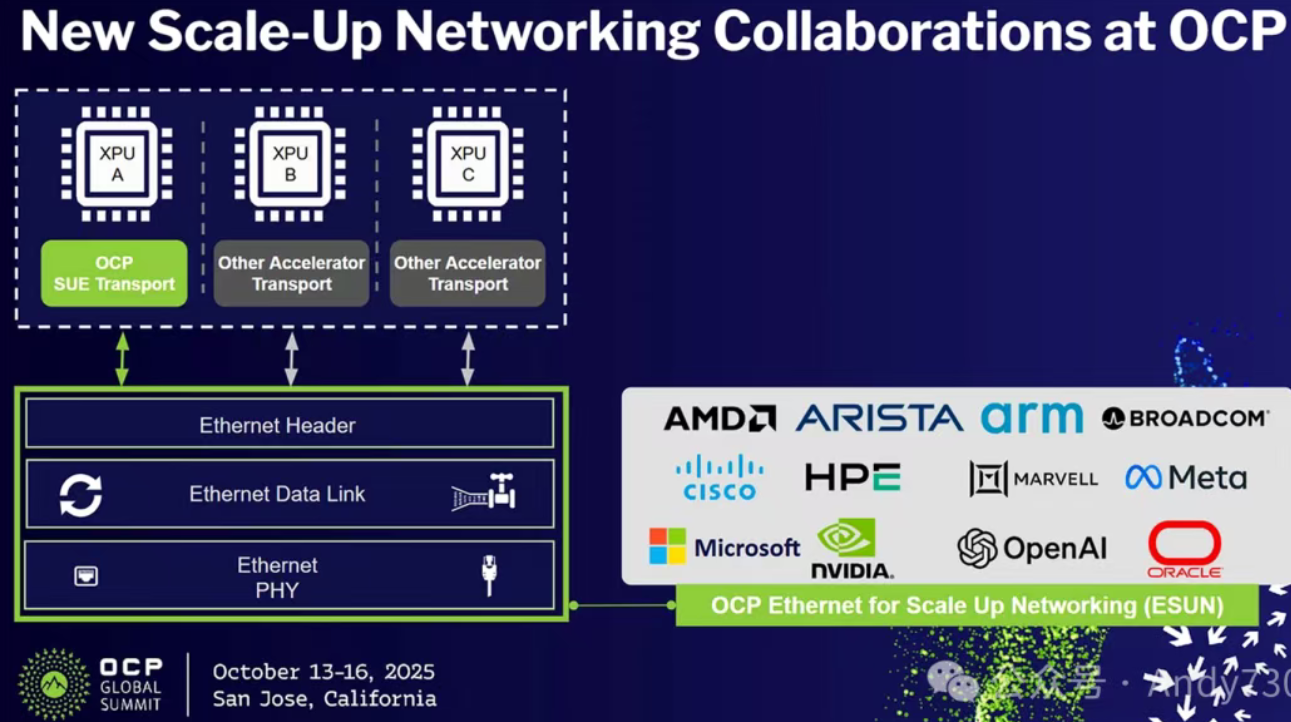 New Scale-Up Networking Collaborations at OCP
XPU
A
XPU
B
XPU
C
OCP
SUE Transport
Other Accelerator
Transport
Other Accelerator
Transport
Ethernet Header
Ethernet Data Link
Ethernet
PHY
AMD ARISTA arm BROADCOM
CISCO HPE MARVELL Meta
Microsoft NVIDIA. OpenAI ORACLE
OCP Ethernet for Scale Up Networking (ESUN)
OCP
GLOBAL
SUMMIT
October 13-16, 2025
San Jose, California
公众号 · Andy730